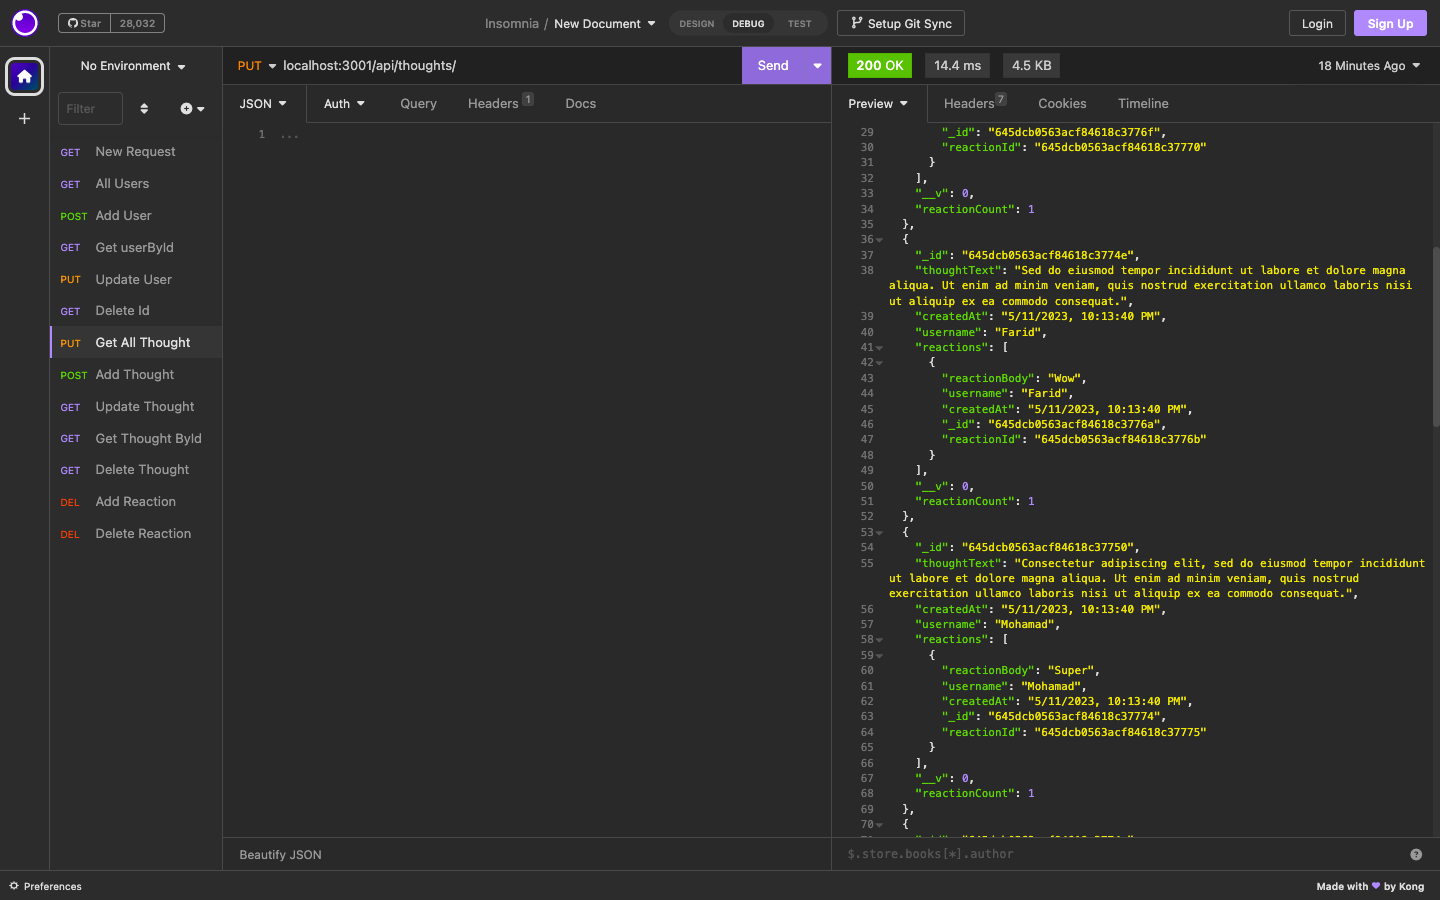 Star 28,032
Insomnia / New Document
DESIGN DEBUG TEST
Setup Git Sync
Login
Sign Up
No Environment
Filter
GET New Request
GET All Users
POST Add User
GET Get userById
PUT Update User
GET Delete Id
PUT Get All Thought
POST Add Thought
GET Update Thought
GET Get Thought ById
GET Delete Thought
DEL Add Reaction
DEL Delete Reaction
PUT localhost:3001/api/thoughts/
Send
JSON Auth Query Headers 1 Docs
1 ...
Beautify JSON
200 OK 14.4 ms 4.5 KB 18 Minutes Ago
Preview Headers 7 Cookies Timeline
29 "_id": "645dcb0563acf84618c3776f",
30 "reactionId": "645dcb0563acf84618c37770"
31 }
32 ],
33 "__v": 0,
34 "reactionCount": 1
35 },
36 {
37 "_id": "645dcb0563acf84618c3774e",
38 "thoughtText": "Sed do eiusmod tempor incididunt ut labore et dolore magna
aliqua. Ut enim ad minim veniam, quis nostrud exercitation ullamco laboris nisi
ut aliquip ex ea commodo consequat.",
39 "createdAt": "5/11/2023, 10:13:40 PM",
40 "username": "Farid",
41 "reactions": [
42 {
43 "reactionBody": "Wow",
44 "username": "Farid",
45 "createdAt": "5/11/2023, 10:13:40 PM",
46 "_id": "645dcb0563acf84618c3776a",
47 "reactionId": "645dcb0563acf84618c3776b"
48 }
49 ],
50 "__v": 0,
51 "reactionCount": 1
52 },
53 {
54 "_id": "645dcb0563acf84618c37750",
55 "thoughtText": "Consectetur adipiscing elit, sed do eiusmod tempor incididunt
ut labore et dolore magna aliqua. Ut enim ad minim veniam, quis nostrud
exercitation ullamco laboris nisi ut aliquip ex ea commodo consequat.",
56 "createdAt": "5/11/2023, 10:13:40 PM",
57 "username": "Mohamad",
58 "reactions": [
59 {
60 "reactionBody": "Super",
61 "username": "Mohamad",
62 "createdAt": "5/11/2023, 10:13:40 PM",
63 "_id": "645dcb0563acf84618c37774",
64 "reactionId": "645dcb0563acf84618c37775"
65 }
66 ],
67 "__v": 0,
68 "reactionCount": 1
69 },
70 {
$.store.books[*].author
Preferences
Made with ♥ by Kong